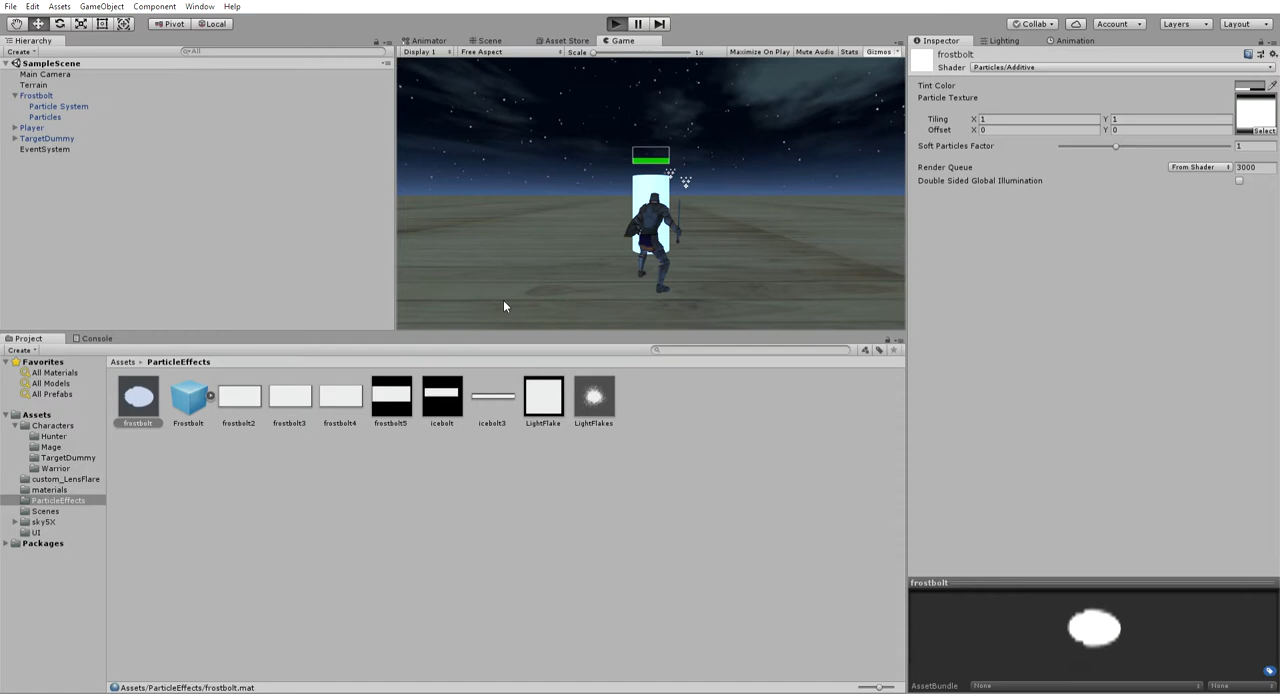 File Edit Assets GameObject Component Window Help
Pivot Local Collab Account Layers Layout
Hierarchy Animator Scene Asset Store Game Inspector Lighting Animation
Create All Display 1 Free Aspect Scale 1x Maximize On Play Mute Audio Stats Gizmos
frostbolt
Shader Particles/Additive
SampleScene
Main Camera
Terrain
Frostbolt
Particle System
Particles
Player
TargetDummy
EventSystem
Tint Color
Particle Texture
Tiling X 1 Y 1
Offset X 0 Y 0
Select
Soft Particles Factor 1
Render Queue From Shader 3000
Double Sided Global Illumination
Project Console
Create
Favorites
All Materials
All Models
All Prefabs
Assets
Characters
Hunter
Mage
TargetDummy
Warrior
custom_LensFlare
materials
ParticleEffects
Scenes
sky5X
UI
Packages
Assets ParticleEffects
frostbolt Frostbolt frostbolt2 frostbolt3 frostbolt4 frostbolt5 icebolt icebolt3 LightFlake LightFlakes
Assets/ParticleEffects/frostbolt.mat
frostbolt
AssetBundle None None